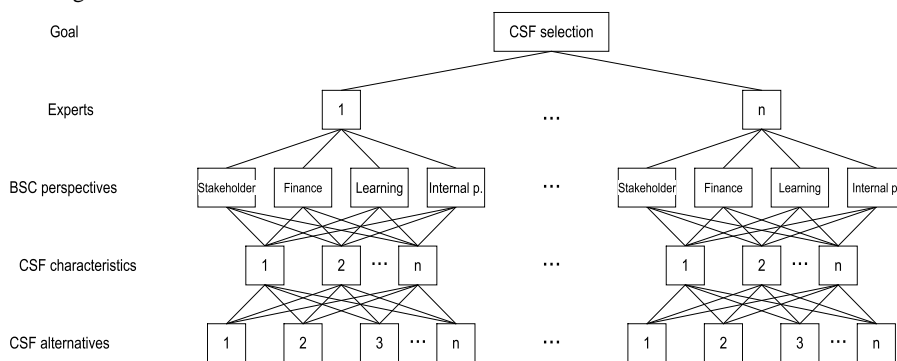 Goal CSF selection
Experts 1 ... n
BSC perspectives Stakeholder Finance Learning Internal p. ... Stakeholder Finance Learning Internal p.
CSF characteristics 1 2 ... n ... 1 2 ... n
CSF alternatives 1 2 3 ... n ... 1 2 3 ... n